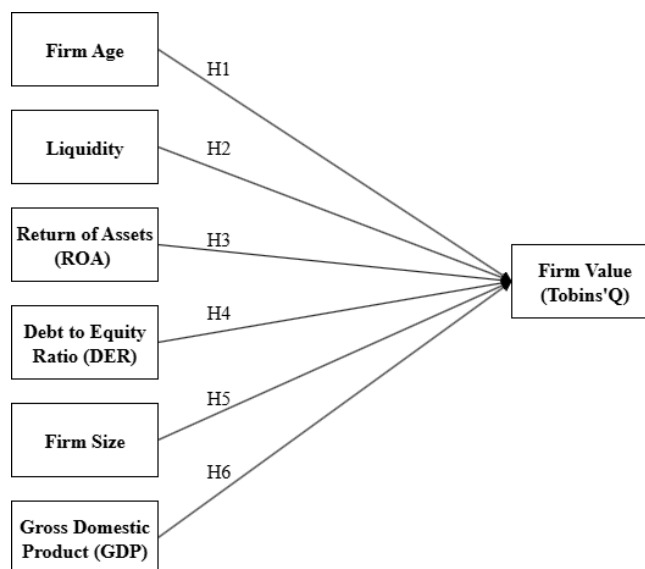 Firm Age
H1
Liquidity
H2
Return of Assets
(ROA)
H3
Firm Value
(Tobins'Q)
Debt to Equity
Ratio (DER)
H4
Firm Size
H5
Gross Domestic
Product (GDP)
H6